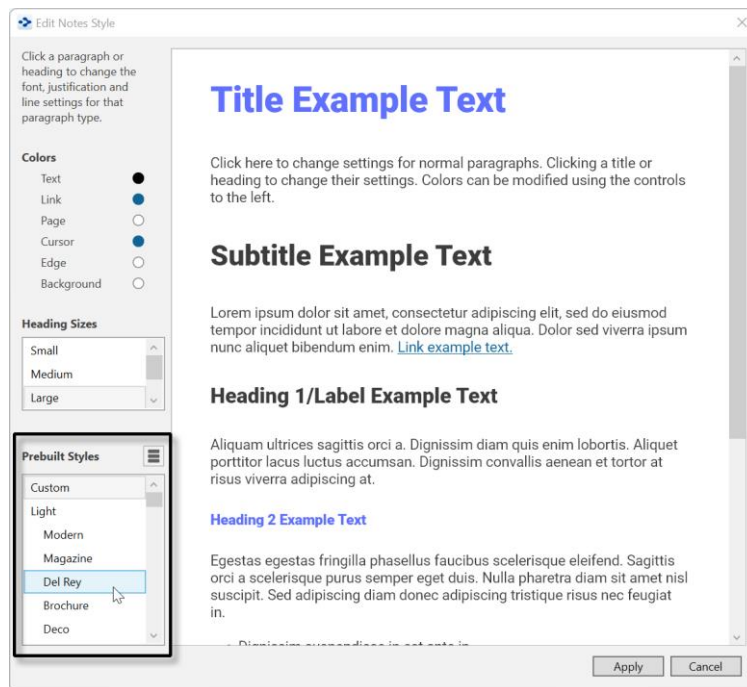 Edit Notes Style
Click a paragraph or
heading to change the
font, justification and
line settings for that
paragraph type.
Colors
Text
Link
Page
Cursor
Edge
Background
Heading Sizes
Small
Medium
Large
Prebuilt Styles
Custom
Light
Modern
Magazine
Del Rey
Brochure
Deco
Title Example Text
Click here to change settings for normal paragraphs. Clicking a title or
heading to change their settings. Colors can be modified using the controls
to the left.
Subtitle Example Text
Lorem ipsum dolor sit amet, consectetur adipiscing elit, sed do eiusmod
tempor incididunt ut labore et dolore magna aliqua. Dolor sed viverra ipsum
nunc aliquet bibendum enim. Link example text.
Heading 1/Label Example Text
Aliquam ultrices sagittis orci a. Dignissim diam quis enim lobortis. Aliquet
porttitor lacus luctus accumsan. Dignissim convallis aenean et tortor at
risus viverra adipiscing at.
Heading 2 Example Text
Egestas egestas fringilla phasellus faucibus scelerisque eleifend. Sagittis
orci a scelerisque purus semper eget duis. Nulla pharetra diam sit amet nisl
suscipit. Sed adipiscing diam donec adipiscing tristique risus nec feugiat
in.
Apply Cancel